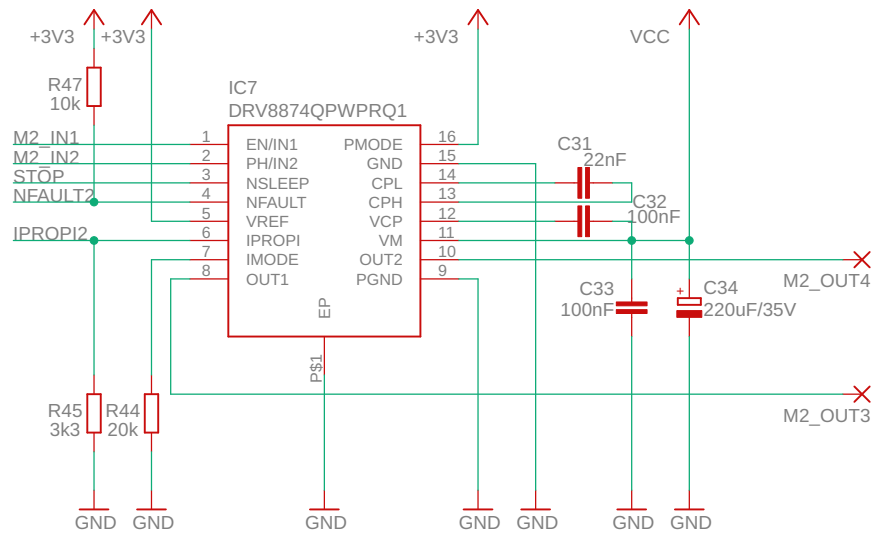 +3V3
+3V3
+3V3
VCC
R47
10k
IC7
DRV8874QPWPRQ1
M2_IN1
M2_IN2
STOP
NFAULT2
IPROPI2
1
2
3
4
5
6
7
8
EN/IN1
PH/IN2
NSLEEP
NFAULT
VREF
IPROPI
IMODE
OUT1
PMODE
GND
CPL
CPH
VCP
VM
OUT2
PGND
16
15
14
13
12
11
10
9
EP
P$1
C31
22nF
C32
100nF
C33
100nF
+
C34
220uF/35V
M2_OUT4
M2_OUT3
R45
3k3
R44
20k
GND
GND
GND
GND
GND
GND
GND